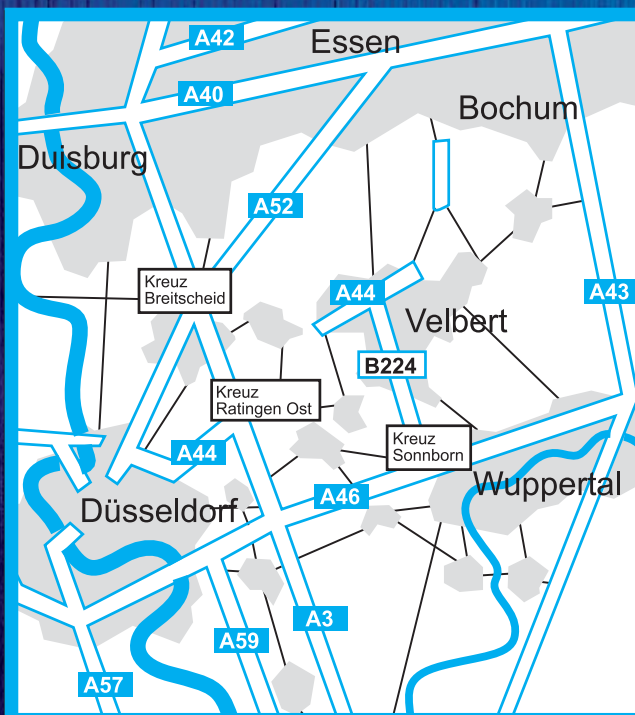 A42
Essen
A40
Bochum
Duisburg
A52
Kreuz
Breitscheid
A44
A43
Velbert
B224
Kreuz
Ratingen Ost
Kreuz
Sonnborn
A44
Wuppertal
A46
Düsseldorf
A3
A59
A57